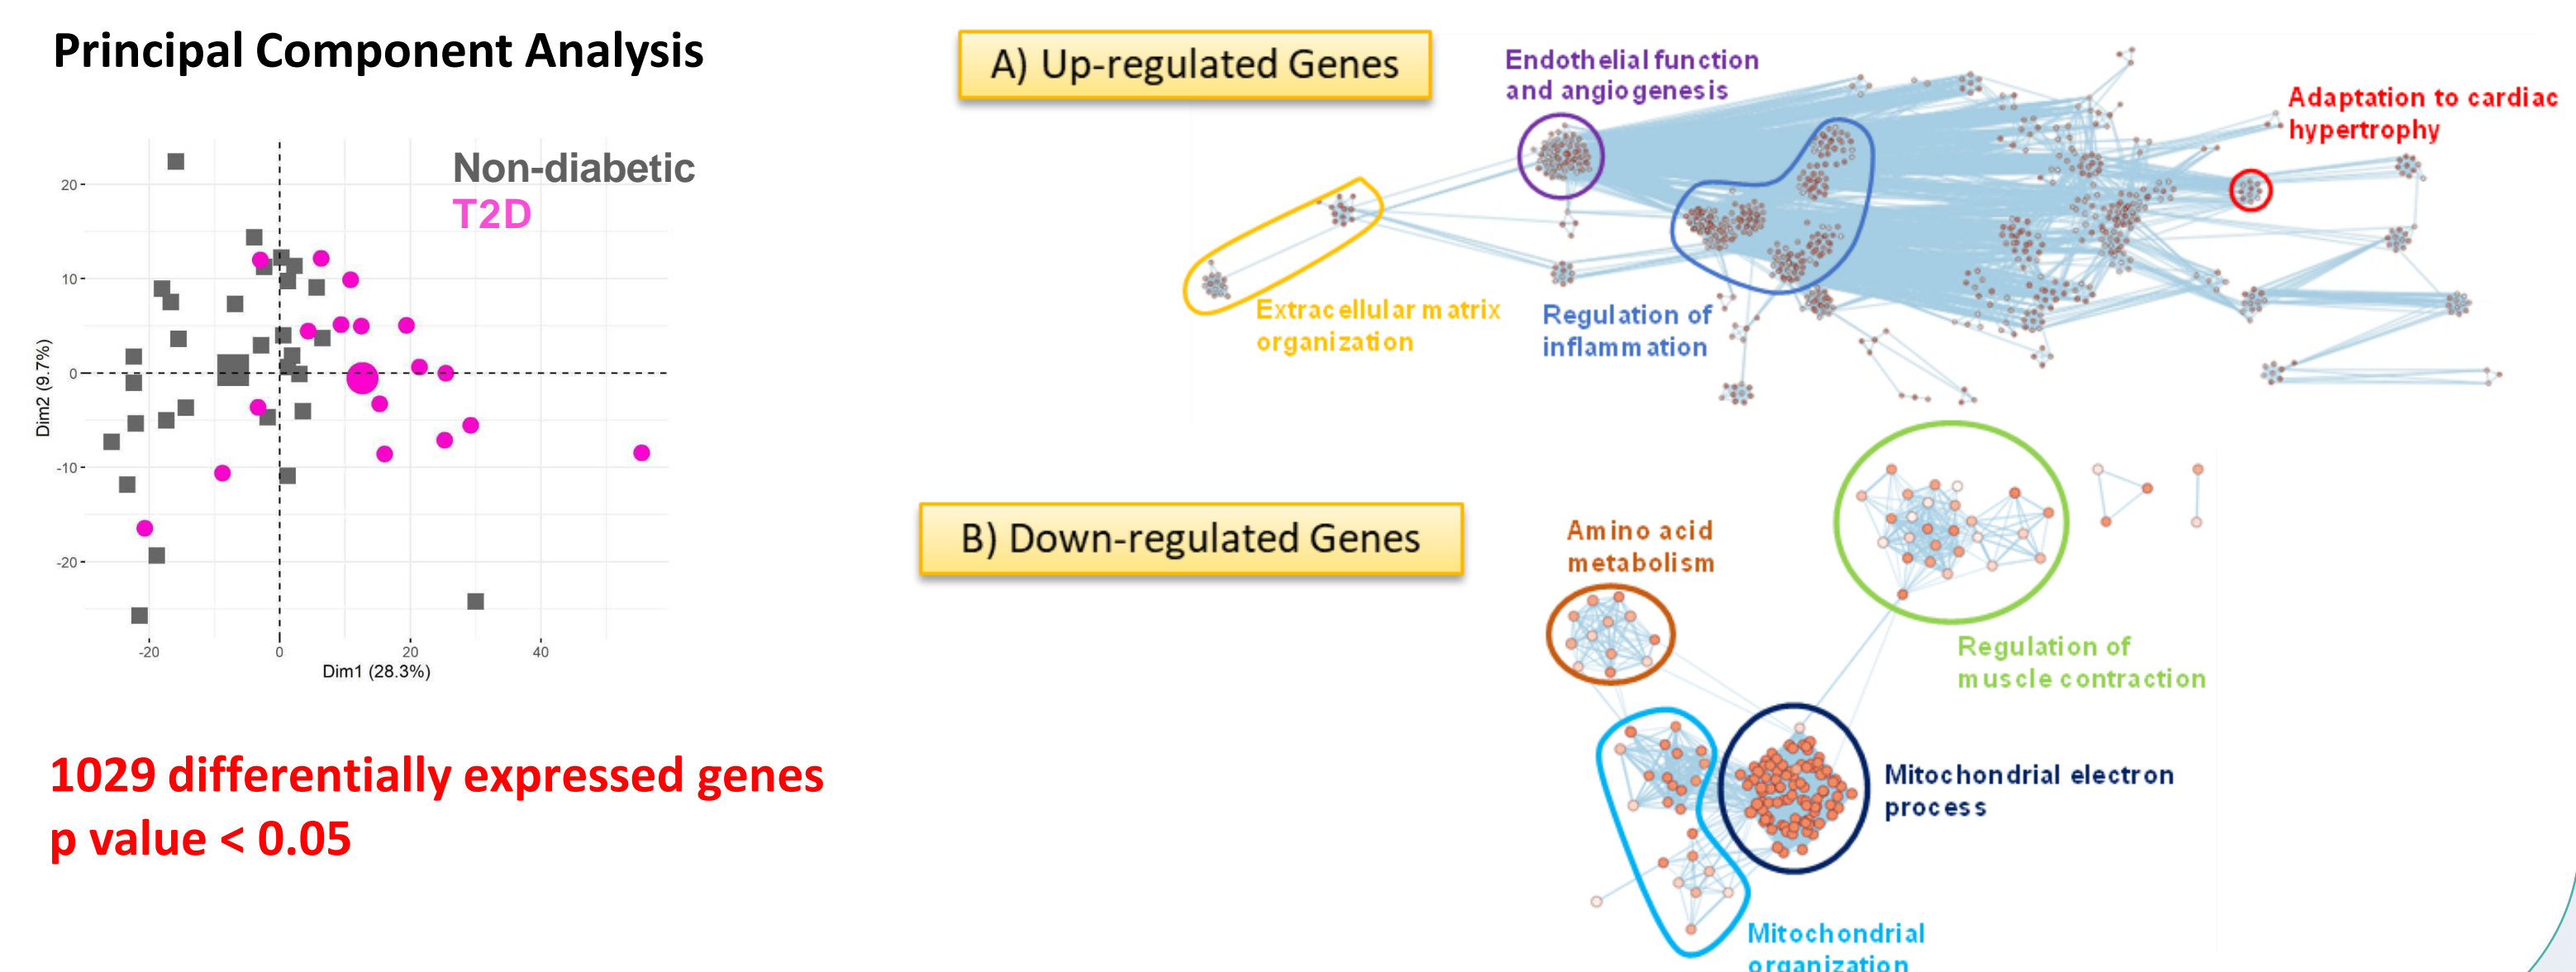 Principal Component Analysis
Non-diabetic
T2D
20
10
0
-10
-20
Dim2 (9.7%)
-20
0
20
40
Dim1 (28.3%)
1029 differentially expressed genes
p value < 0.05
A) Up-regulated Genes
Endothelial function
and angiogenesis
Adaptation to cardiac
hypertrophy
Extracellular matrix
organization
Regulation of
inflammation
B) Down-regulated Genes
Amino acid
metabolism
Regulation of
muscle contraction
Mitochondrial electron
process
Mitochondrial
organization